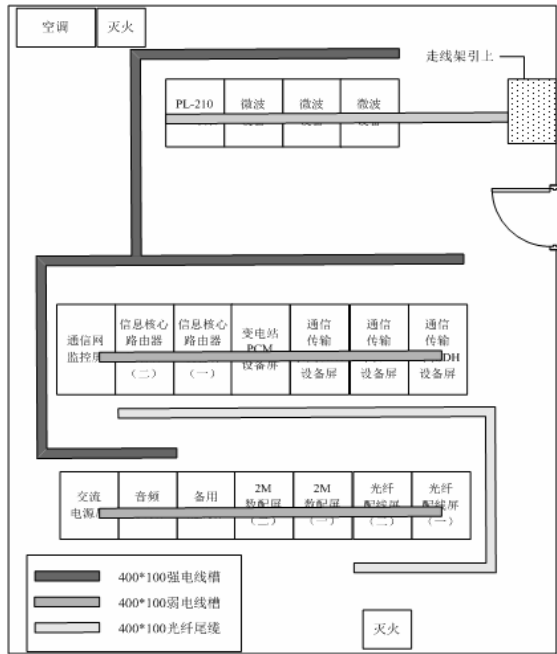 空调
灭火
走线架引上
PL-210
微波
微波
微波
通信网
监控屏
信息核心
路由器
（二）
信息核心
路由器
（一）
变电站
PCM
设备屏
通信
传输
设备屏
通信
传输
设备屏
通信
传输
DH
设备屏
交流
电源
音频
备用
2M
数配屏
（二）
2M
数配屏
（一）
光纤
配线屏
（二）
光纤
配线屏
（一）
400*100强电线槽
400*100弱电线槽
400*100光纤尾缆
灭火